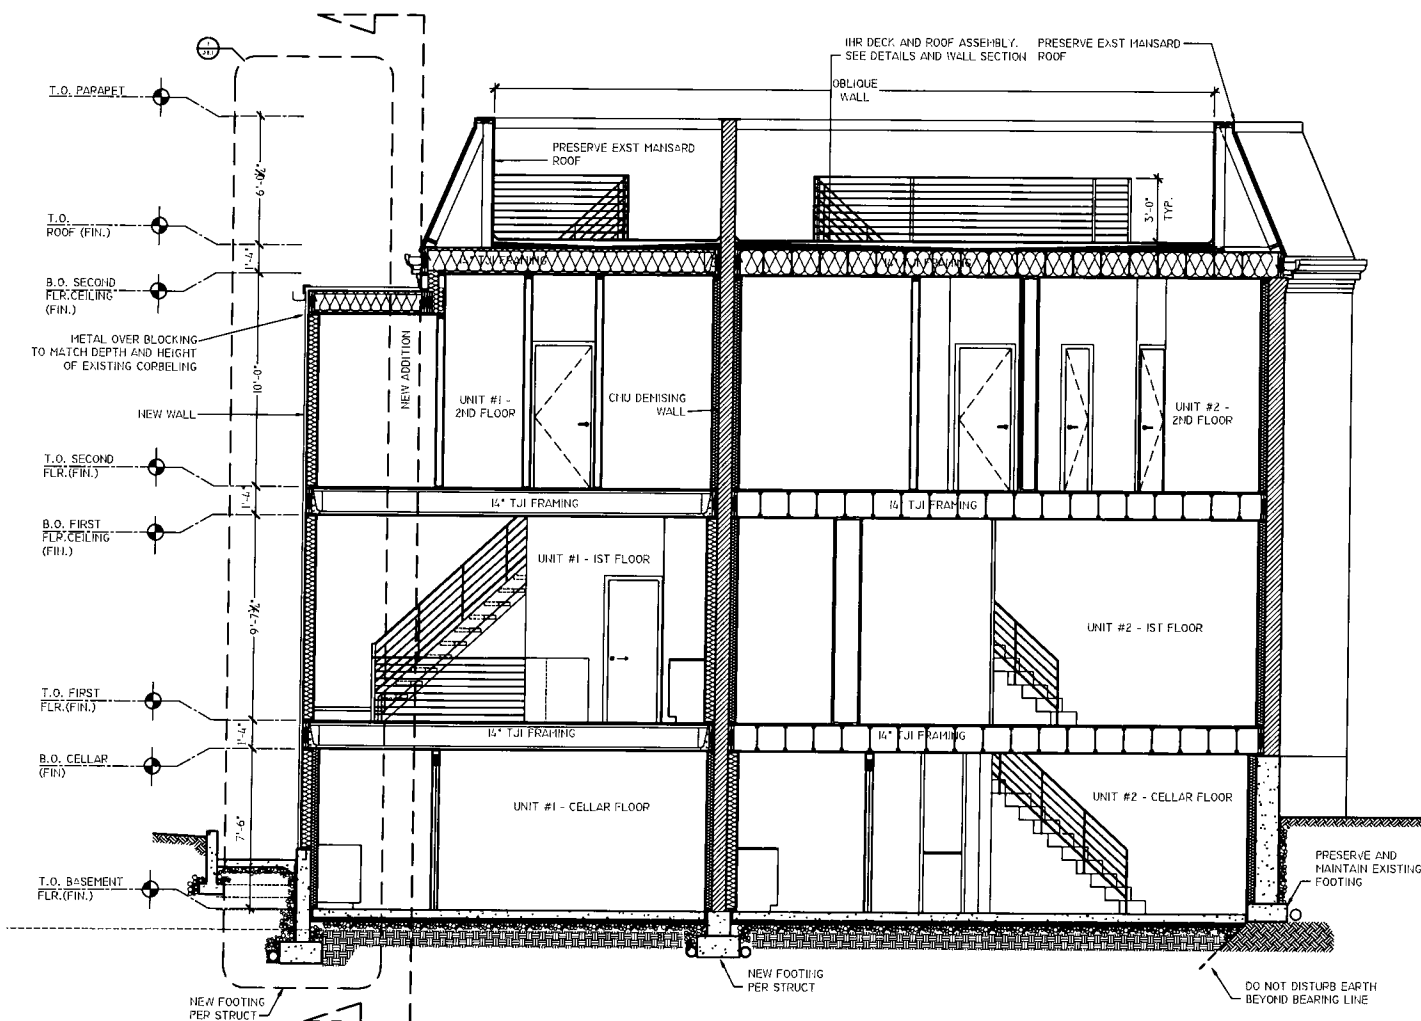 1HR DECK AND ROOF ASSEMBLY.
SEE DETAILS AND WALL SECTION
PRESERVE EXST MANSARD
ROOF
OBLIQUE
WALL
T.O. PARAPET
PRESERVE EXST MANSARD
ROOF
3'-0"
TYP.
T.O.
ROOF (FIN.)
1'-4"
14" TJI FRAMING
B.O. SECOND
FLR.CEILING
(FIN.)
METAL OVER BLOCKING
TO MATCH DEPTH AND HEIGHT
OF EXISTING CORBELING
10'-0"
NEW ADDITION
UNIT #1 -
2ND FLOOR
CMU DEMISING
WALL
UNIT #2 -
2ND FLOOR
NEW WALL
T.O. SECOND
FLR.(FIN.)
1'-4"
14" TJI FRAMING
14" TJI FRAMING
B.O. FIRST
FLR.CEILING
(FIN.)
UNIT #1 - 1ST FLOOR
UNIT #2 - 1ST FLOOR
T.O. FIRST
FLR.(FIN.)
1'-4"
14" TJI FRAMING
14" TJI FRAMING
B.O. CELLAR
(FIN)
UNIT #1 - CELLAR FLOOR
UNIT #2 - CELLAR FLOOR
7'-6"
T.O. BASEMENT
FLR.(FIN.)
PRESERVE AND
MAINTAIN EXISTING
FOOTING
NEW FOOTING
PER STRUCT
NEW FOOTING
PER STRUCT
DO NOT DISTURB EARTH
BEYOND BEARING LINE